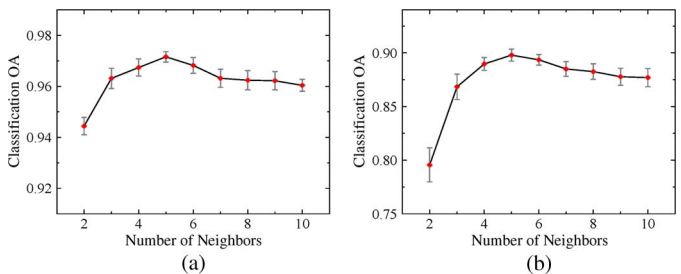 0.98
0.96
0.94
0.92
Classification OA
2 4 6 8 10
Number of Neighbors
(a)
0.90
0.85
0.80
0.75
Classification OA
2 4 6 8 10
Number of Neighbors
(b)